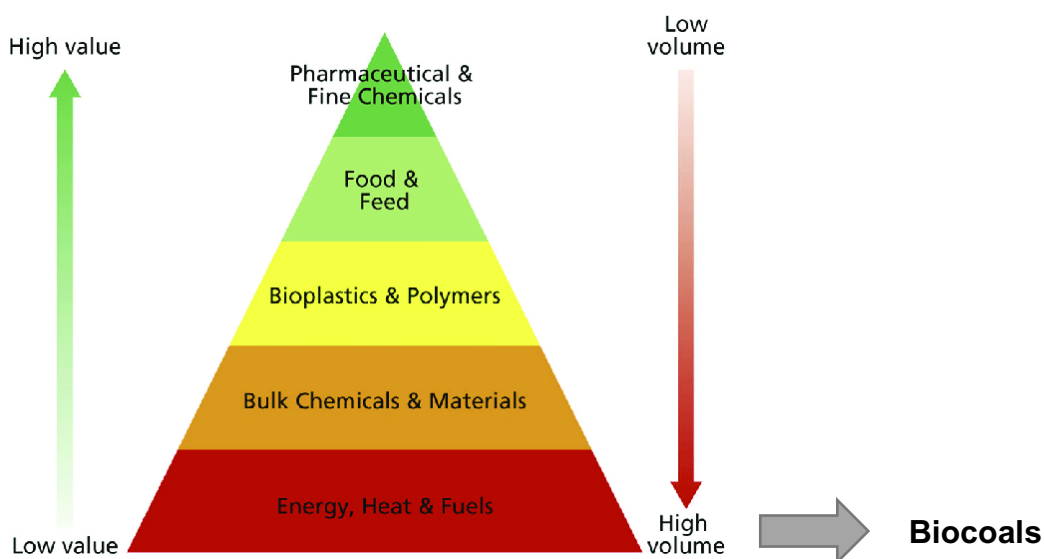 High value
Low
volume
Pharmaceutical &
Fine Chemicals
Food &
Feed
Bioplastics & Polymers
Bulk Chemicals & Materials
Energy, Heat & Fuels
Low value
High
volume
Biocoals